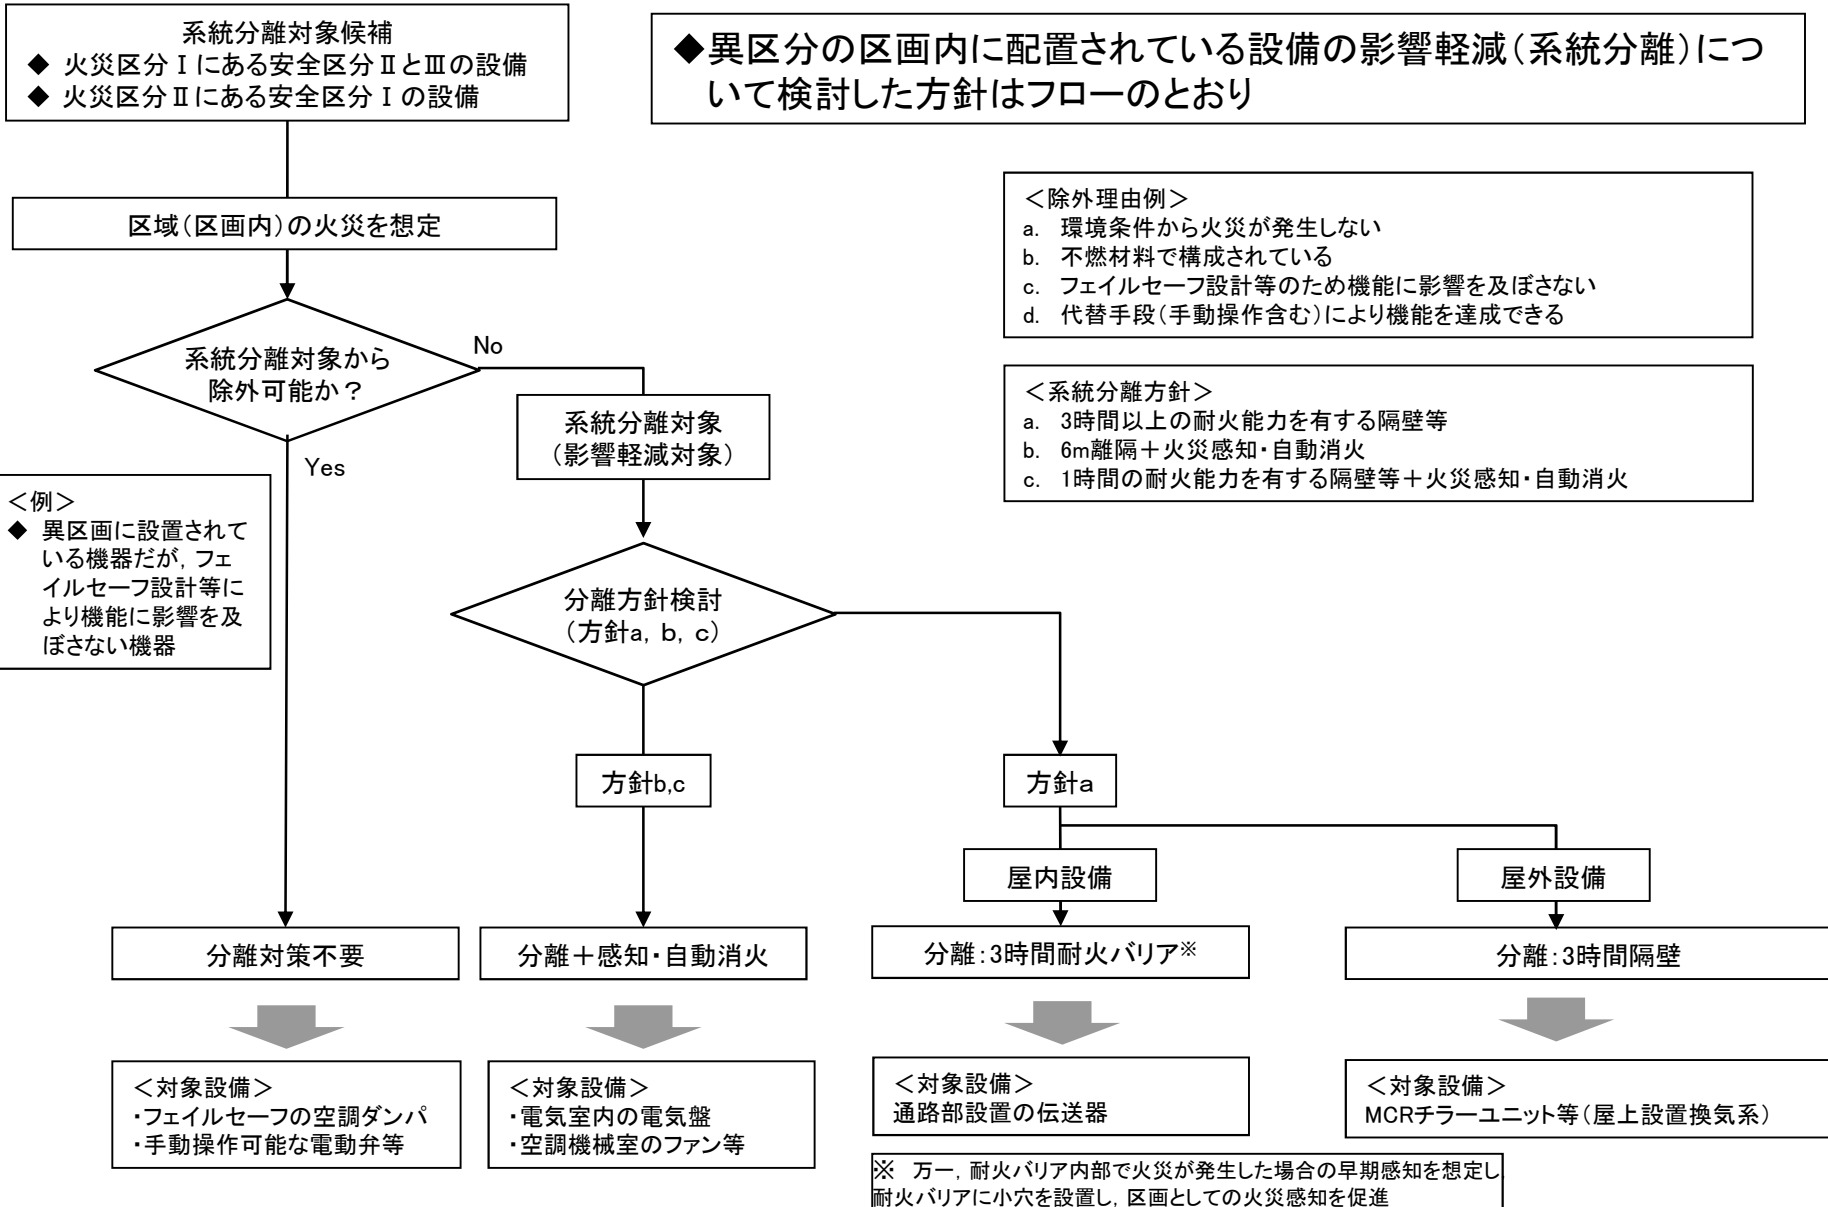 系統分離対象候補
◆ 火災区分Ⅰにある安全区分ⅡとⅢの設備
◆ 火災区分Ⅱにある安全区分Ⅰの設備
◆異区分の区画内に配置されている設備の影響軽減(系統分離)につ
いて検討した方針はフローのとおり
区域(区画内)の火災を想定
<除外理由例>
a. 環境条件から火災が発生しない
b. 不燃材料で構成されている
c. フェイルセーフ設計等のため機能に影響を及ぼさない
d. 代替手段(手動操作含む)により機能を達成できる
系統分離対象から
除外可能か？
No
Yes
<系統分離方針>
a. 3時間以上の耐火能力を有する隔壁等
b. 6m離隔＋火災感知・自動消火
c. 1時間の耐火能力を有する隔壁等＋火災感知・自動消火
系統分離対象
(影響軽減対象)
<例>
◆ 異区画に設置されて
いる機器だが，フェ
イルセーフ設計等に
より機能に影響を及
ぼさない機器
分離方針検討
(方針a，b，c)
方針b,c
方針a
屋内設備
屋外設備
分離対策不要
分離＋感知・自動消火
分離：3時間耐火バリア※
分離：3時間隔壁
<対象設備>
・フェイルセーフの空調ダンパ
・手動操作可能な電動弁等
<対象設備>
・電気室内の電気盤
・空調機械室のファン等
<対象設備>
通路部設置の伝送器
<対象設備>
MCRチラーユニット等(屋上設置換気系)
※ 万一，耐火バリア内部で火災が発生した場合の早期感知を想定し，
耐火バリアに小穴を設置し，区画としての火災感知を促進